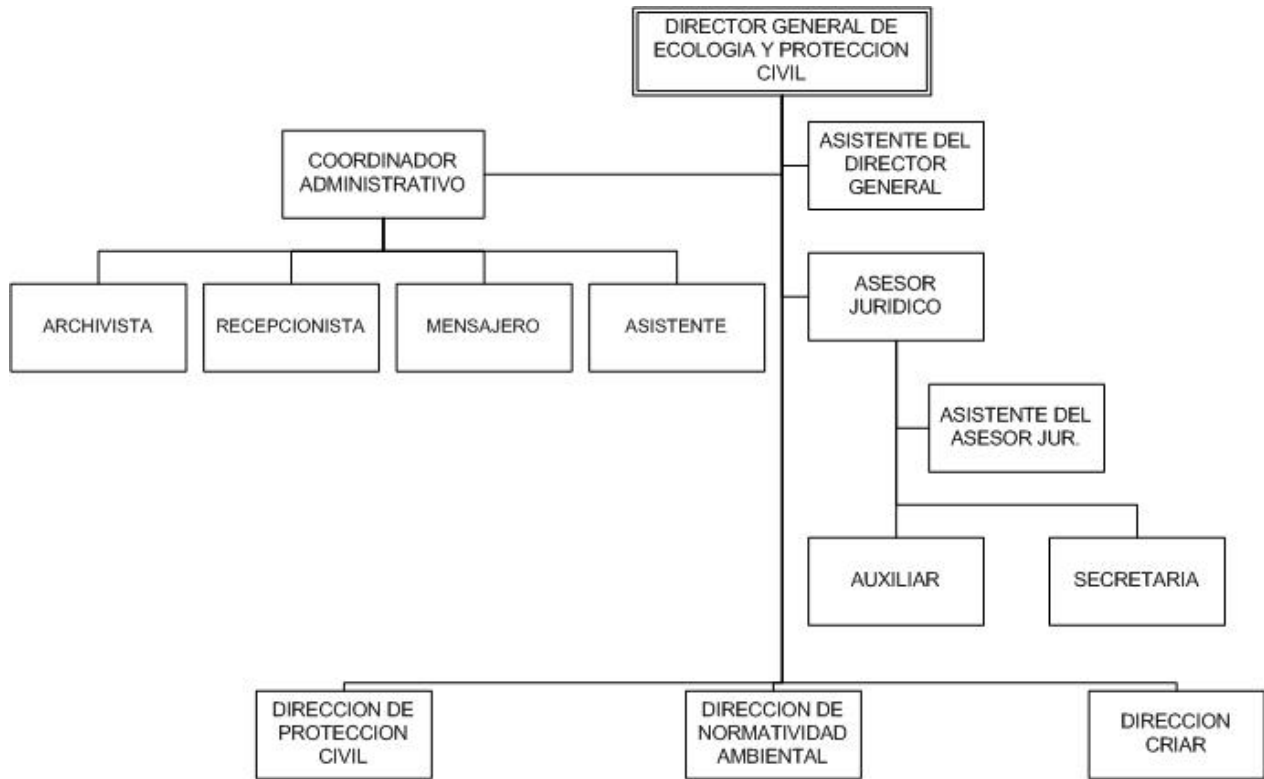 DIRECTOR GENERAL DE
ECOLOGIA Y PROTECCION
CIVIL
ASISTENTE DEL
DIRECTOR
GENERAL
COORDINADOR
ADMINISTRATIVO
ARCHIVISTA
RECEPCIONISTA
MENSAJERO
ASISTENTE
ASESOR
JURIDICO
ASISTENTE DEL
ASESOR JUR.
AUXILIAR
SECRETARIA
DIRECCION DE
PROTECCION
CIVIL
DIRECCION DE
NORMATIVIDAD
AMBIENTAL
DIRECCION
CRIAR